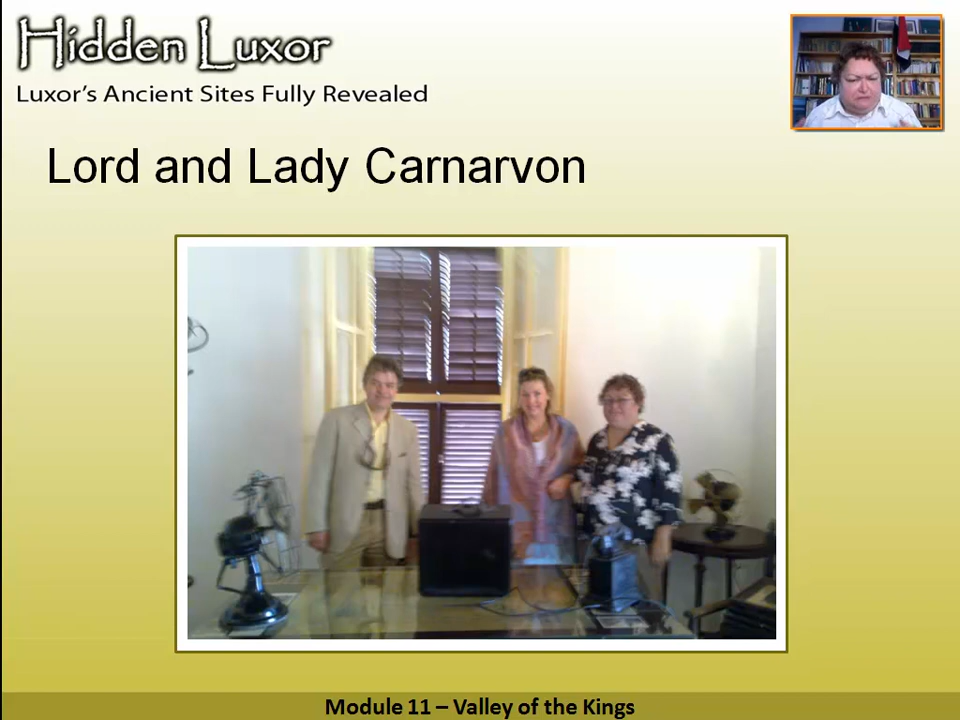 Hidden Luxor
Luxor's Ancient Sites Fully Revealed
Lord and Lady Carnarvon
Module 11 – Valley of the Kings